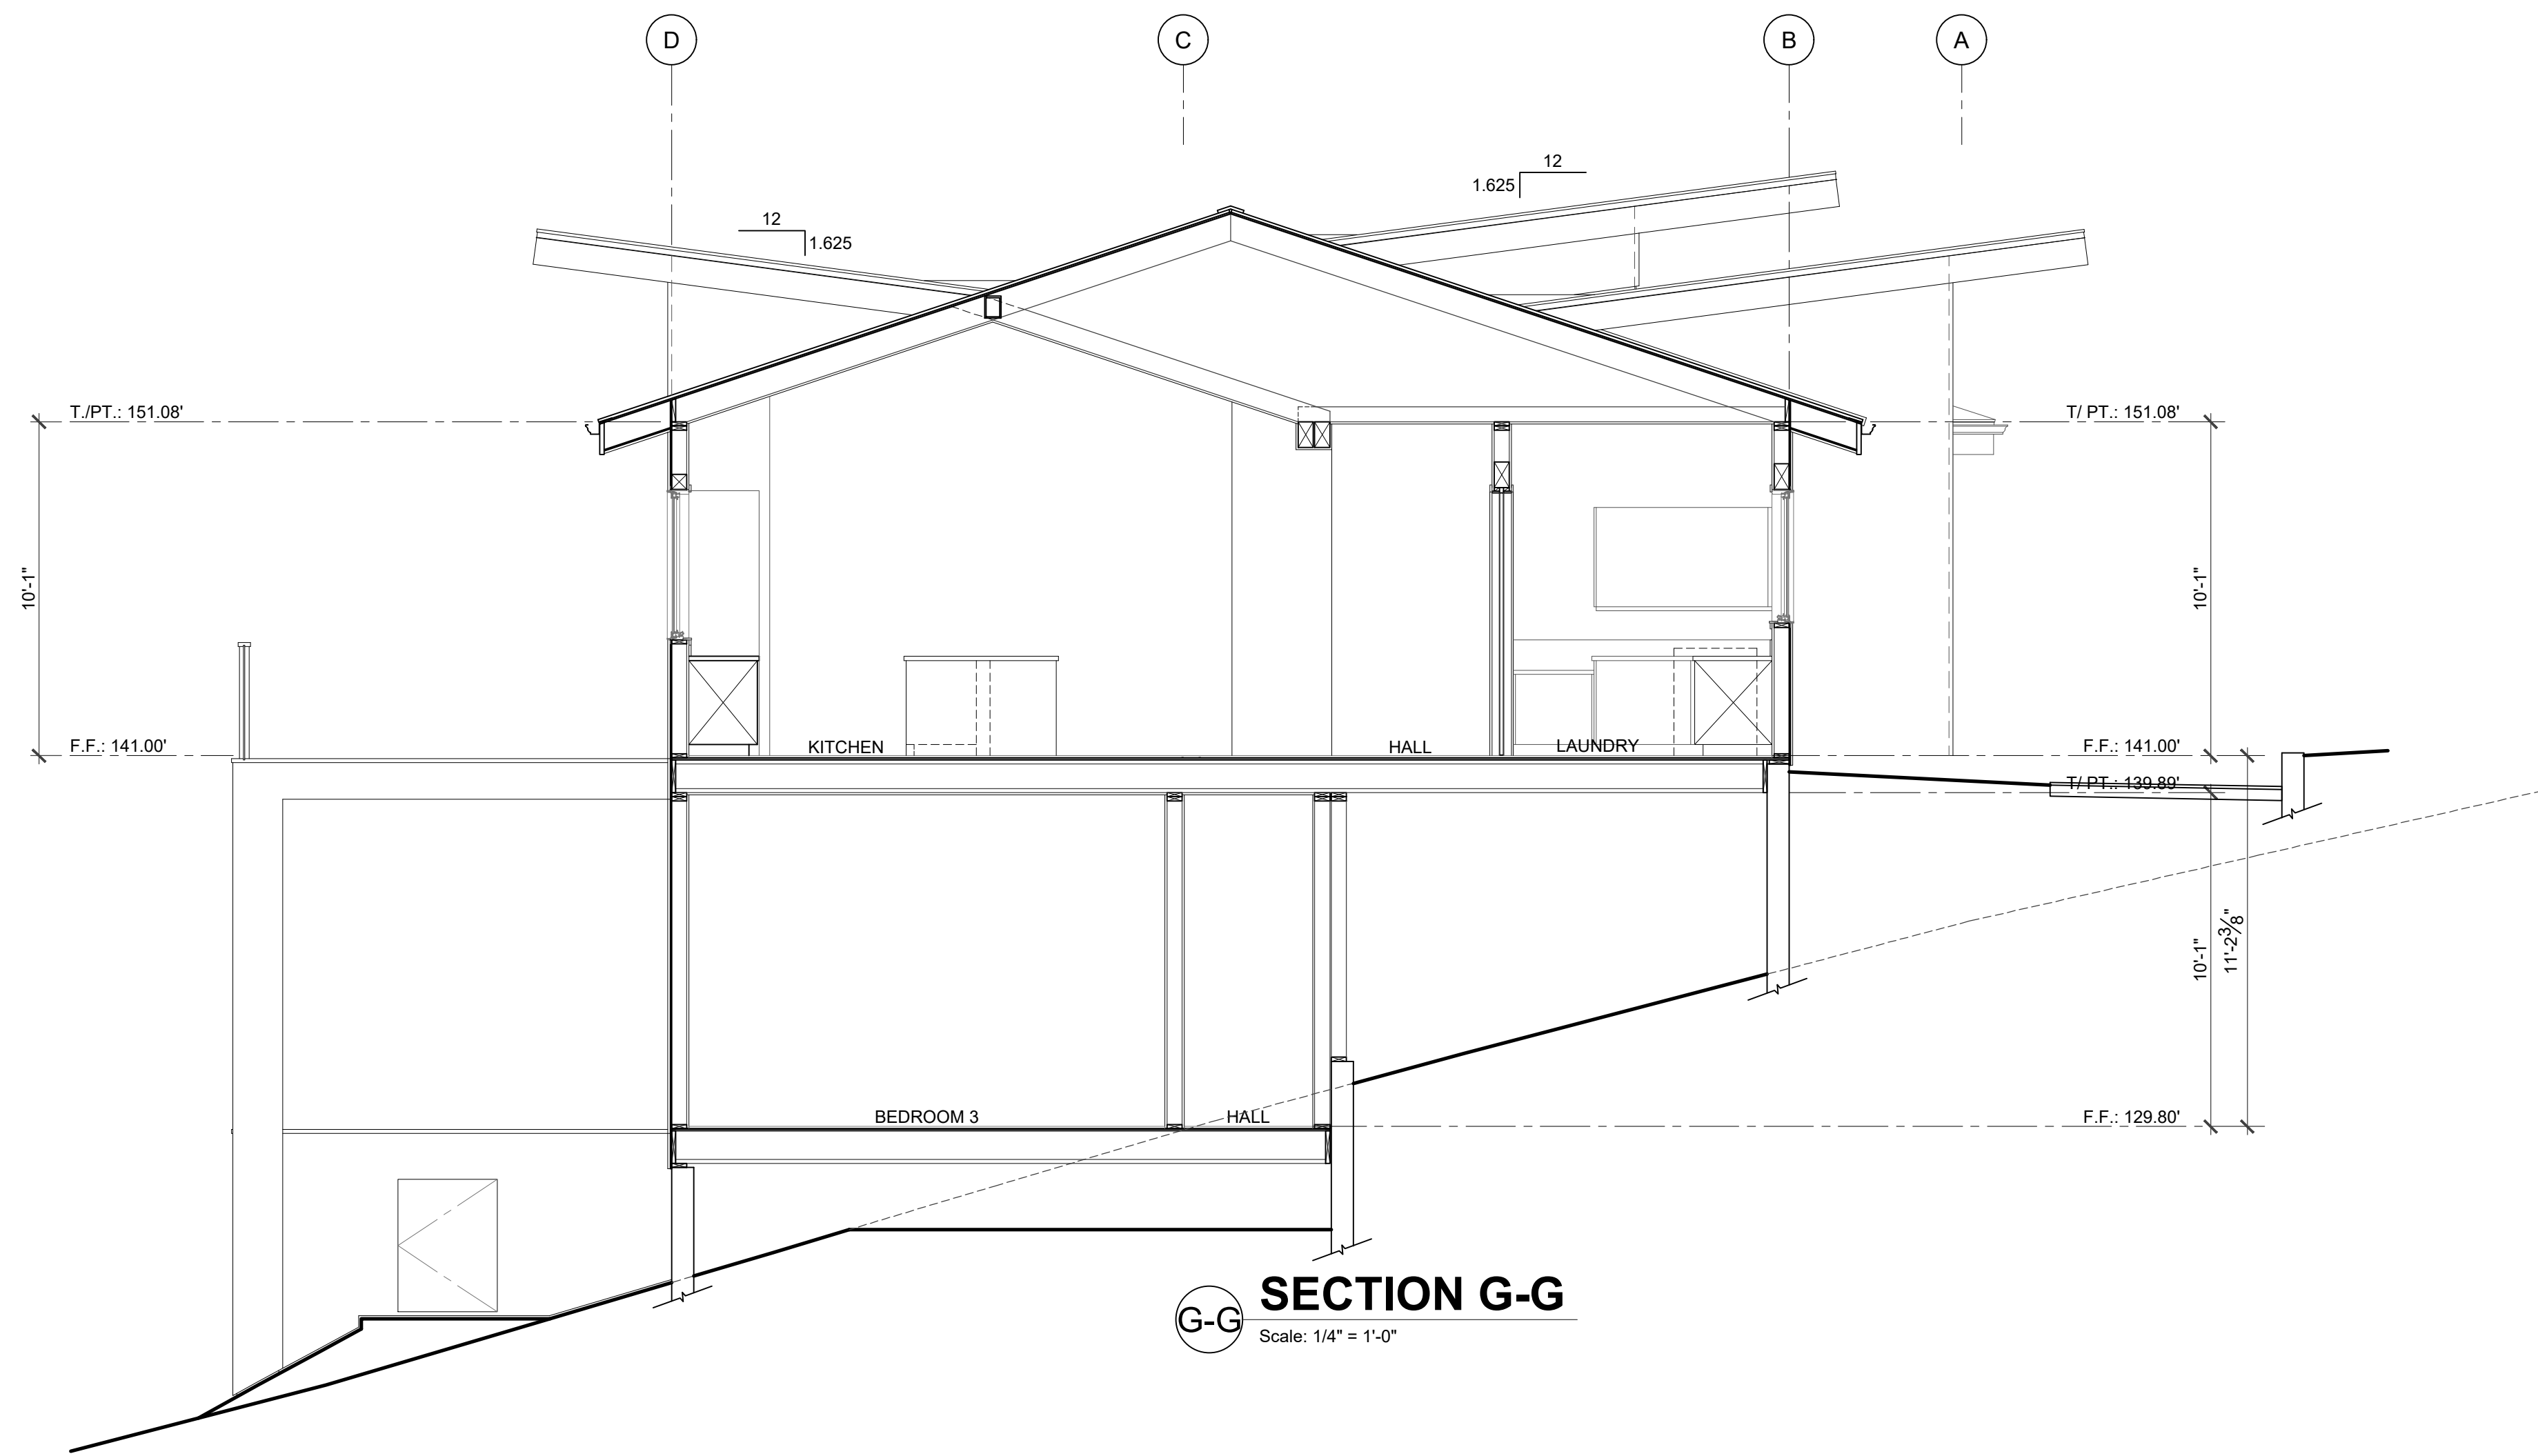 D
C
B
A
12
1.625
12
1.625
T./PT.: 151.08'
T/ PT.: 151.08'
10'-1"
10'-1"
F.F.: 141.00'
KITCHEN
HALL
LAUNDRY
F.F.: 141.00'
T/ PT.: 139.89'
10'-1"
11'-2 3/8"
BEDROOM 3
HALL
F.F.: 129.80'
G-G
SECTION G-G
Scale: 1/4" = 1'-0"